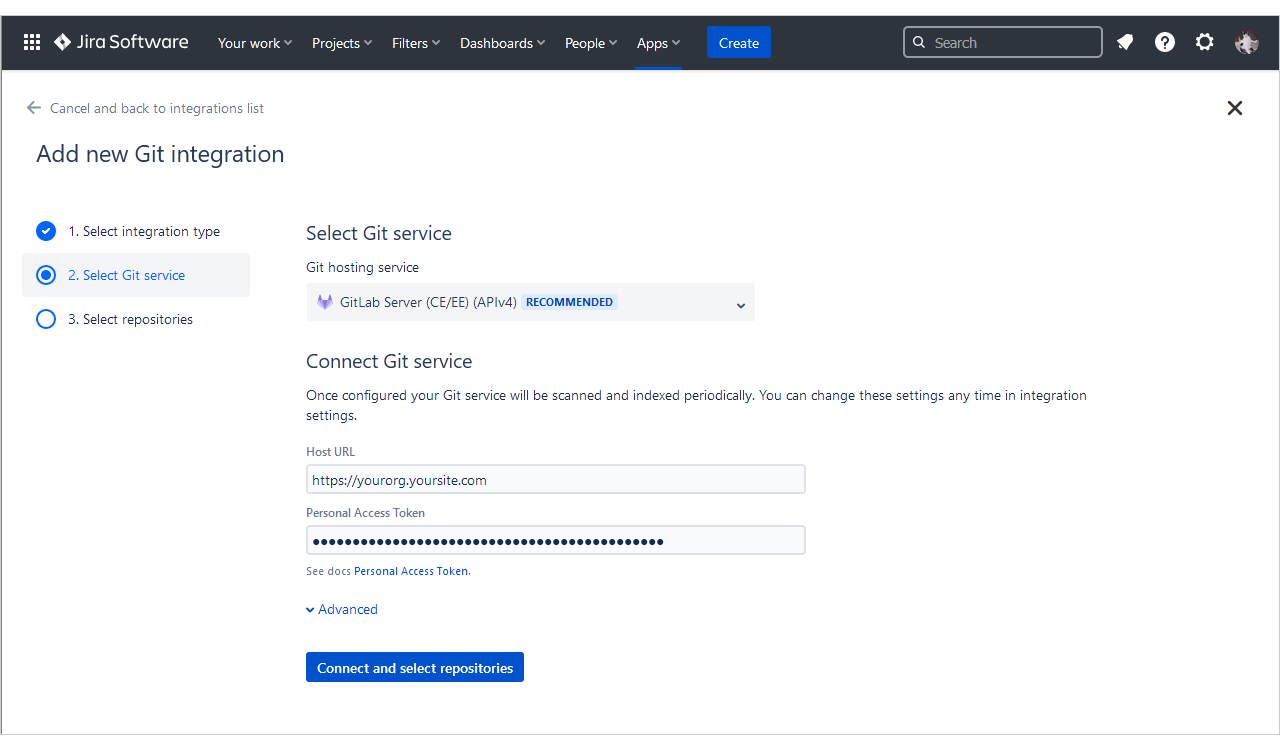 Jira Software Your work Projects Filters Dashboards People Apps Create Search
Cancel and back to integrations list
Add new Git integration
1. Select integration type
2. Select Git service
3. Select repositories
Select Git service
Git hosting service
GitLab Server (CE/EE) (APIv4) RECOMMENDED
Connect Git service
Once configured your Git service will be scanned and indexed periodically. You can change these settings any time in integration
settings.
Host URL
https://yourorg.yoursite.com
Personal Access Token
••••••••••••••••••••••••••••••••••••••••••••
See docs Personal Access Token.
Advanced
Connect and select repositories